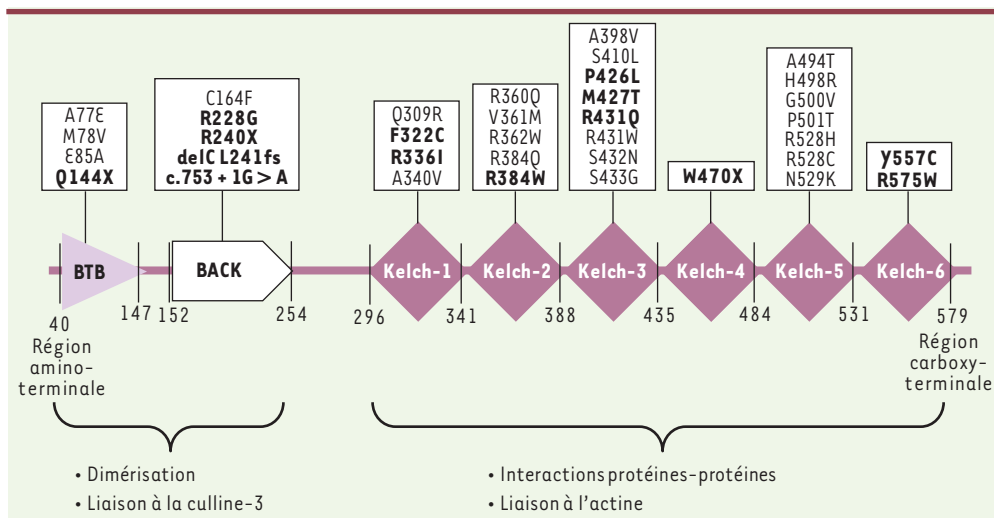 A77E
M78V
E85A
Q144X
C164F
R228G
R240X
delC L241fs
c.753 + 1G > A
Q309R
F322C
R336I
A340V
R360Q
V361M
R362W
R384Q
R384W
A398V
S410L
P426L
M427T
R431Q
R431W
S432N
S433G
W470X
A494T
H498R
G500V
P501T
R528H
R528C
N529K
Y557C
R575W
BTB
BACK
Kelch-1
Kelch-2
Kelch-3
Kelch-4
Kelch-5
Kelch-6
40
147
152
254
296
341
388
435
484
531
579
Région
amino-
terminale
Région
carboxy-
terminale
• Dimérisation
• Liaison à la culline-3
• Interactions protéines-protéines
• Liaison à l'actine